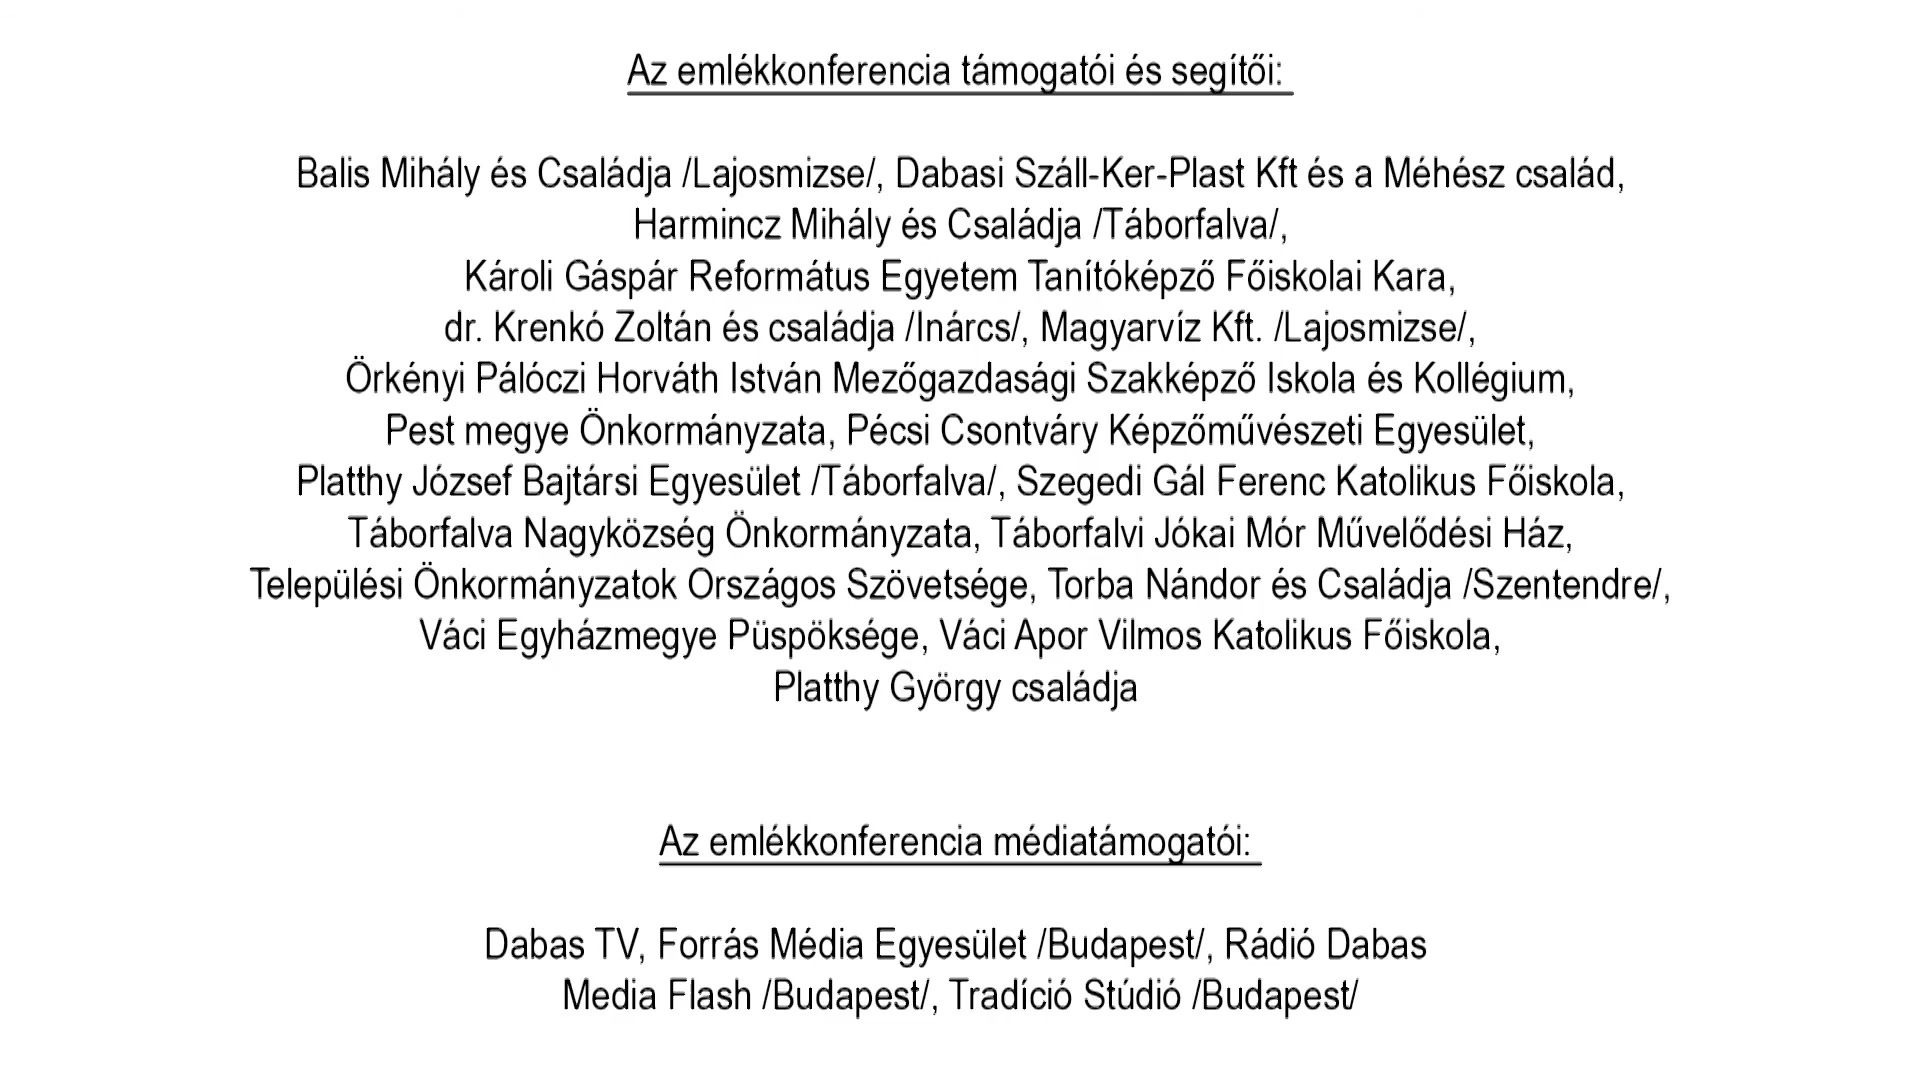 Az emlékkonferencia támogatói és segítői:
Balis Mihály és Családja /Lajosmizse/, Dabasi Száll-Ker-Plast Kft és a Méhész család,
Harmincz Mihály és Családja /Táborfalva/,
Károli Gáspár Református Egyetem Tanítóképző Főiskolai Kara,
dr. Krenkó Zoltán és családja /Inárcs/, Magyarvíz Kft. /Lajosmizse/,
Örkényi Pálóczi Horváth István Mezőgazdasági Szakképző Iskola és Kollégium,
Pest megye Önkormányzata, Pécsi Csontváry Képzőművészeti Egyesület,
Platthy József Bajtársi Egyesület /Táborfalva/, Szegedi Gál Ferenc Katolikus Főiskola,
Táborfalva Nagyközség Önkormányzata, Táborfalvi Jókai Mór Művelődési Ház,
Települési Önkormányzatok Országos Szövetsége, Torba Nándor és Családja /Szentendre/,
Váci Egyházmegye Püspöksége, Váci Apor Vilmos Katolikus Főiskola,
Platthy György családja
Az emlékkonferencia médiatámogatói:
Dabas TV, Forrás Média Egyesület /Budapest/, Rádió Dabas
Media Flash /Budapest/, Tradíció Stúdió /Budapest/